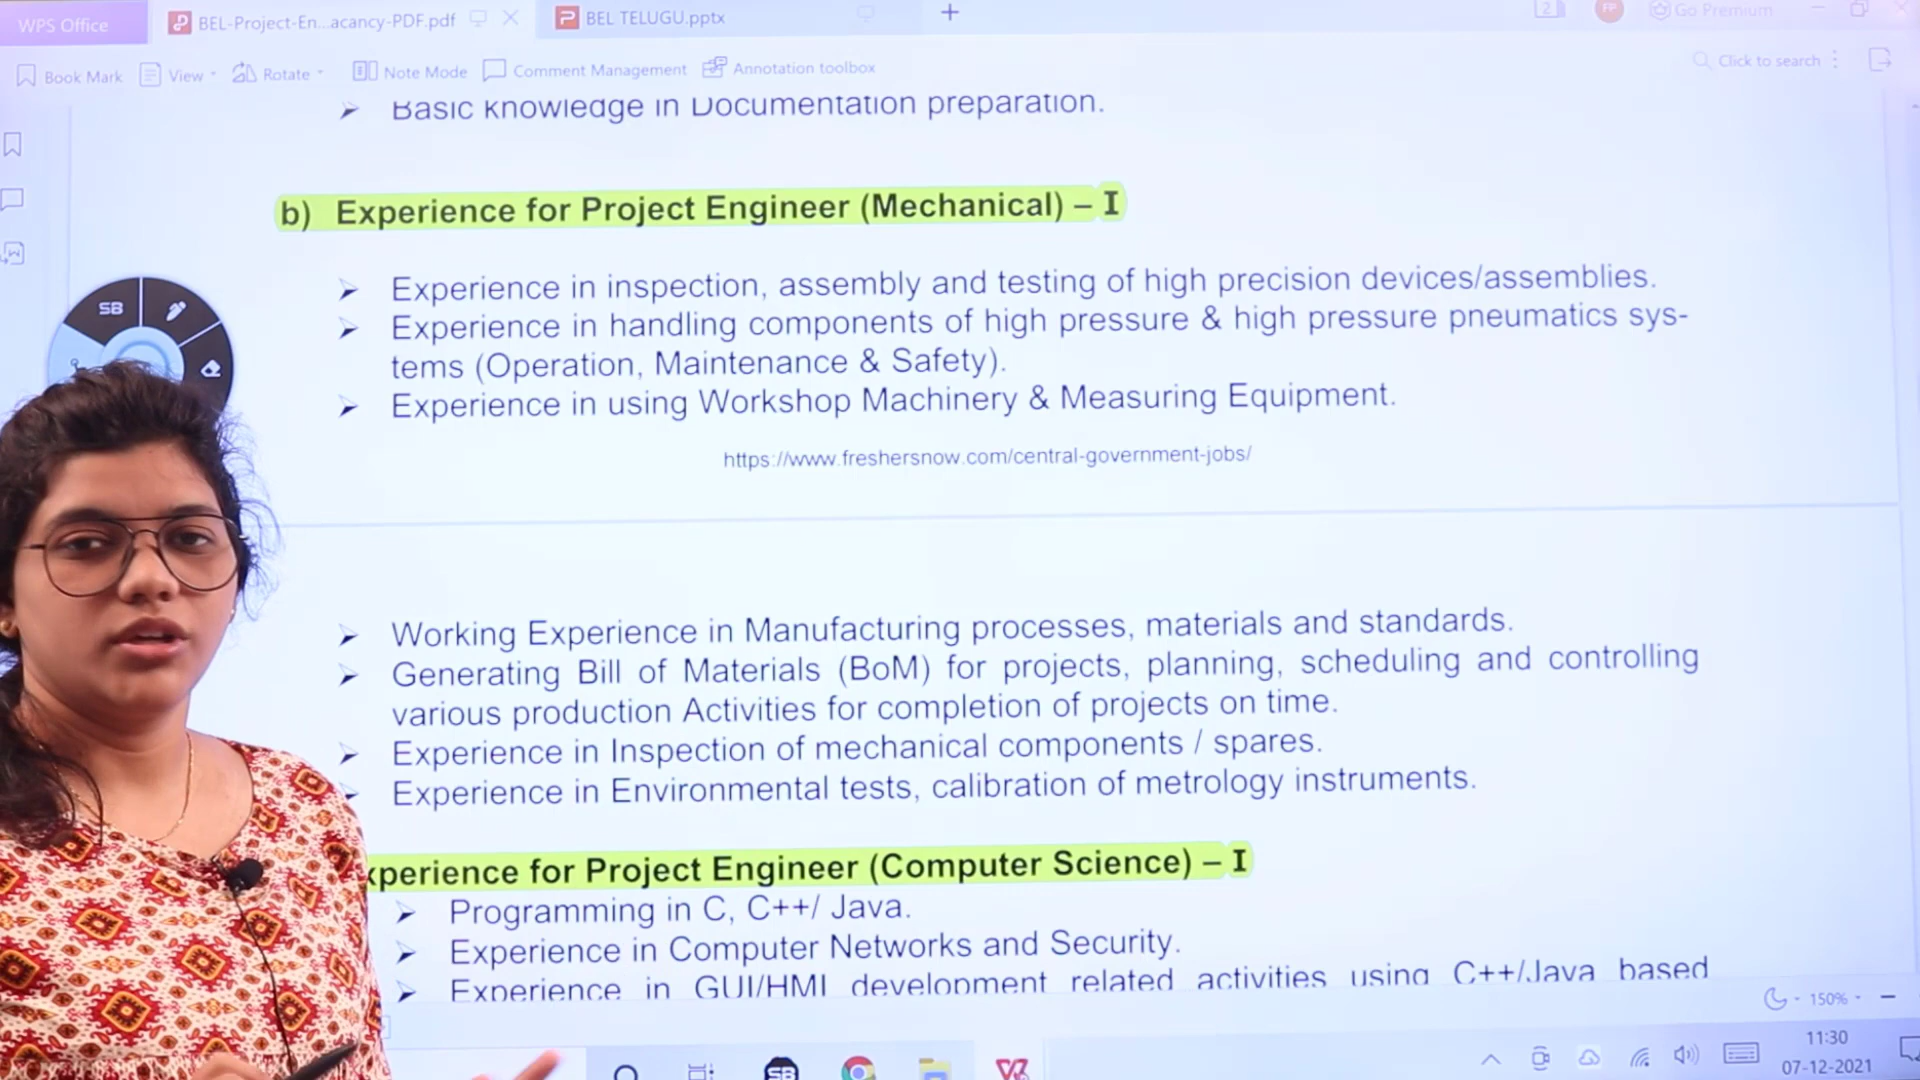 WPS Office
BEL-Project-En...acancy-PDF.pdf
BEL TELUGU.pptx
2
FP
Go Premium
Book Mark
View
Rotate
Note Mode
Comment Management
Annotation toolbox
Click to search
➢ Basic Knowledge in Documentation preparation.
b) Experience for Project Engineer (Mechanical) – I
➢ Experience in inspection, assembly and testing of high precision devices/assemblies.
➢ Experience in handling components of high pressure & high pressure pneumatics sys-
tems (Operation, Maintenance & Safety).
➢ Experience in using Workshop Machinery & Measuring Equipment.
https://www.freshersnow.com/central-government-jobs/
➢ Working Experience in Manufacturing processes, materials and standards.
➢ Generating Bill of Materials (BoM) for projects, planning, scheduling and controlling
various production Activities for completion of projects on time.
➢ Experience in Inspection of mechanical components / spares.
➢ Experience in Environmental tests, calibration of metrology instruments.
xperience for Project Engineer (Computer Science) – I
➢ Programming in C, C++/ Java.
➢ Experience in Computer Networks and Security.
➢ Experience in GUI/HMI development related activities using C++/Java based
SB
150%
SB
11:30
07-12-2021